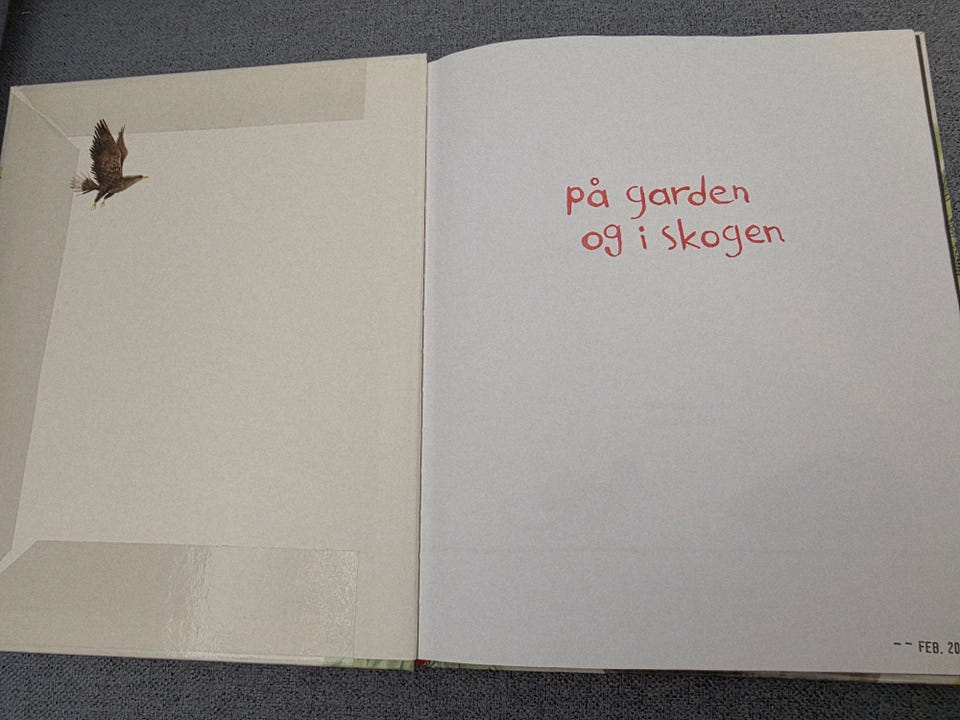 på garden
og i skogen
-- FEB. 20